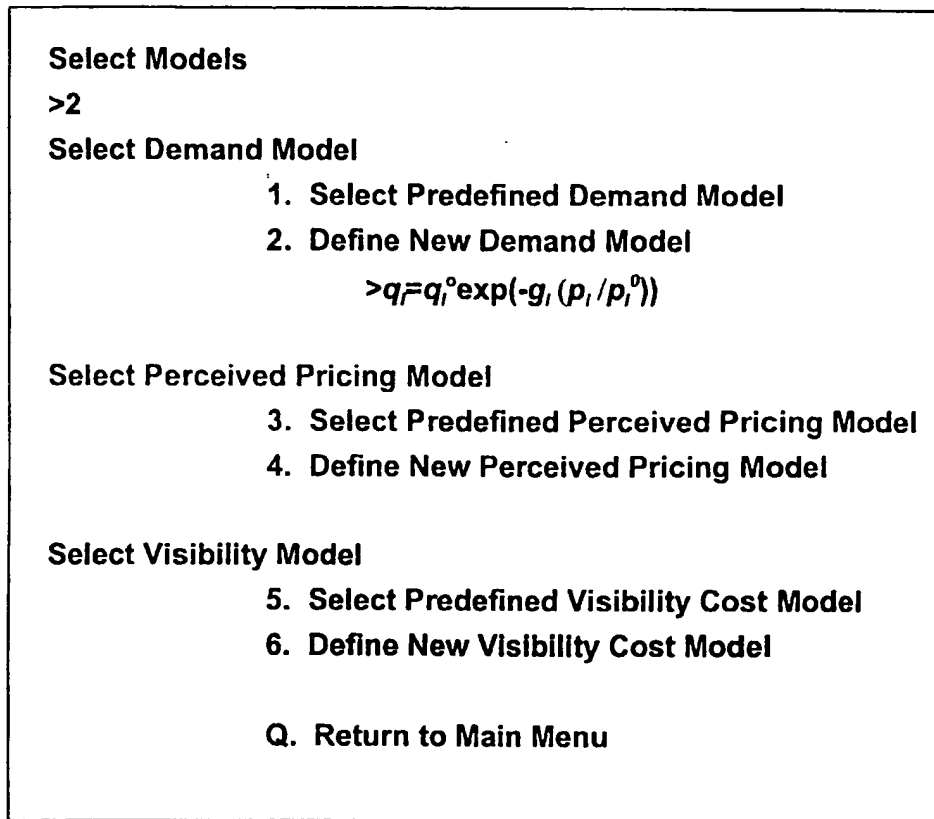 Select Models
>2
Select Demand Model
1. Select Predefined Demand Model
2. Define New Demand Model
>qᵢ=qᵢ⁰exp(-gᵢ (pᵢ /pᵢ⁰))
Select Perceived Pricing Model
3. Select Predefined Perceived Pricing Model
4. Define New Perceived Pricing Model
Select Visibility Model
5. Select Predefined Visibility Cost Model
6. Define New Visibility Cost Model
Q. Return to Main Menu